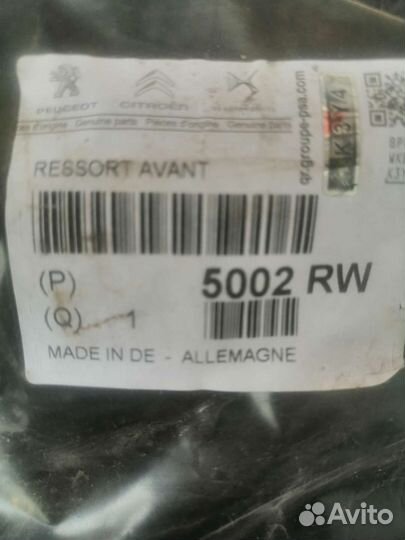 PEUGEOT CITROËN
Pièces d'origine Genuine parts Pièces d'origine Genuine parts
RESSORT AVANT
qr.groupe-psa.com
(P) 5002 RW
(Q) 1
MADE IN DE - ALLEMAGNE
Avito